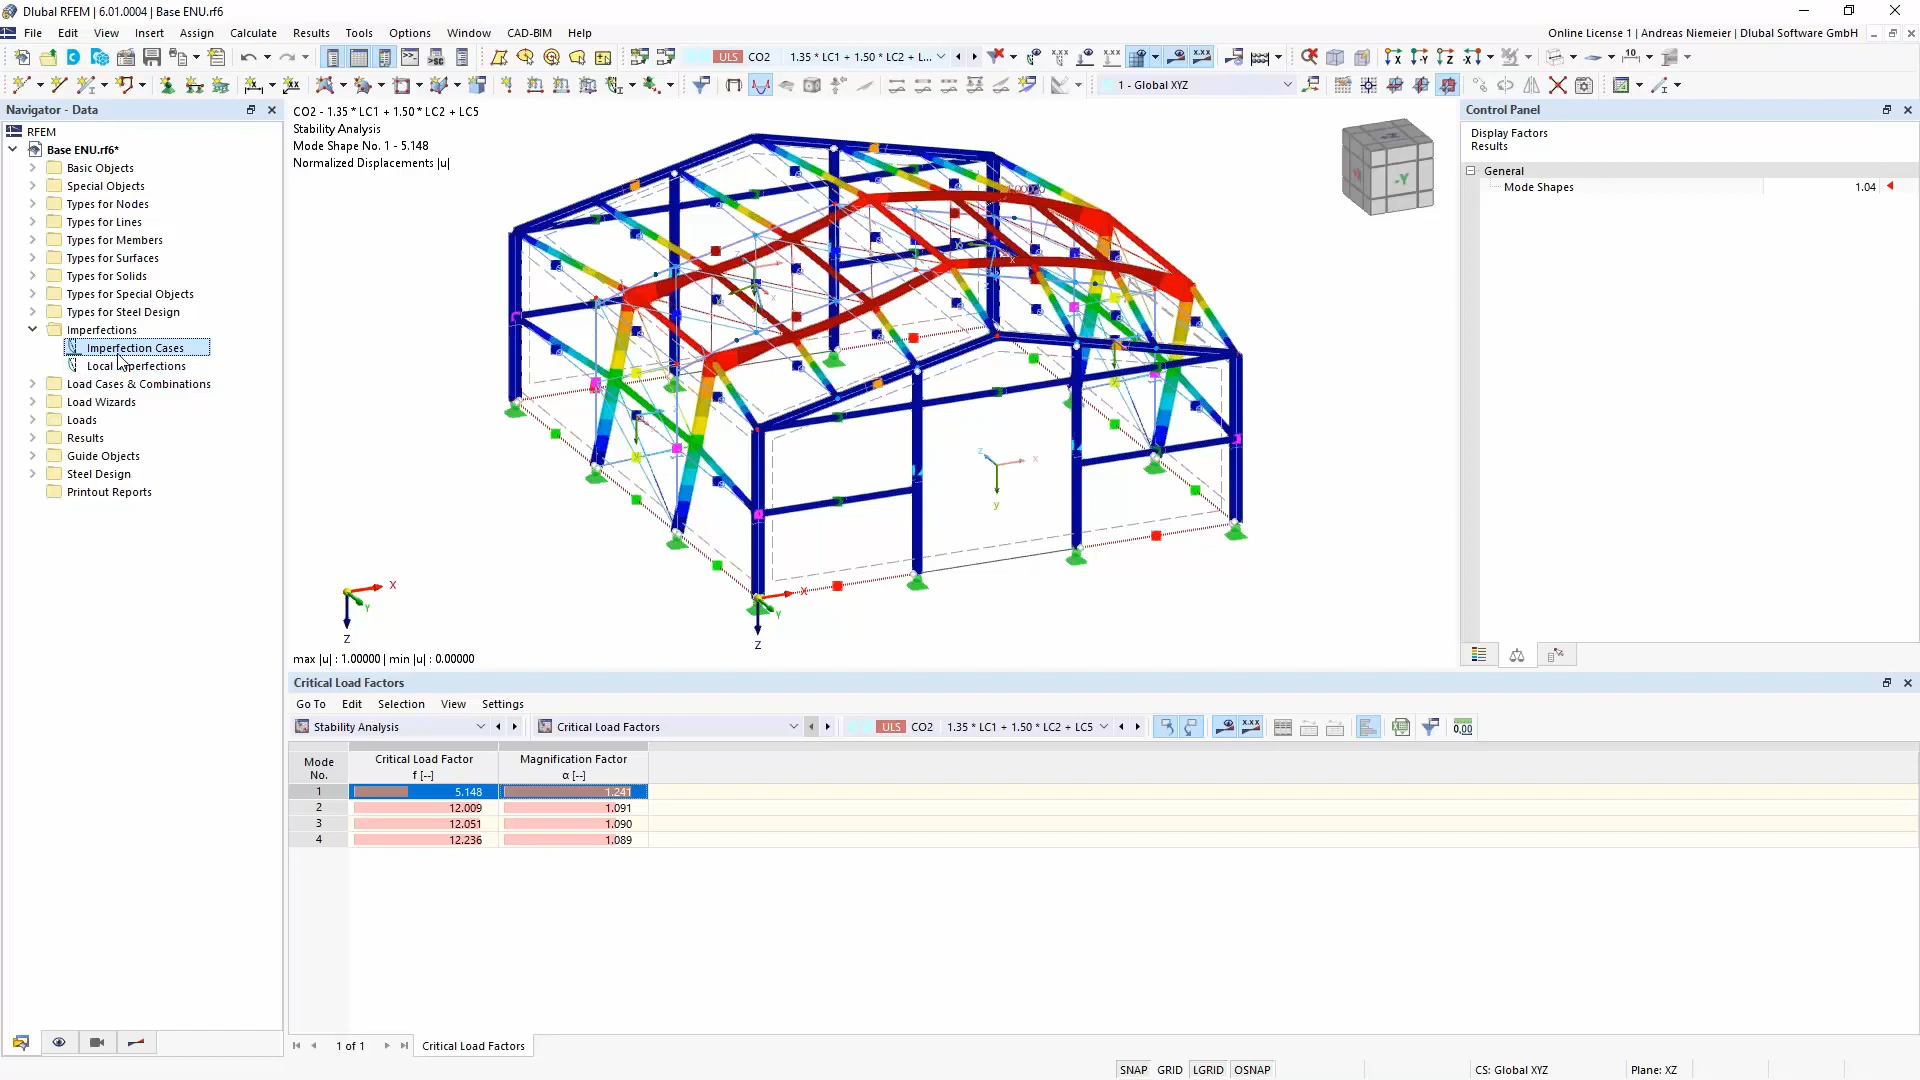 Dlubal RFEM | 6.01.0004 | Base ENU.rf6
File Edit View Insert Assign Calculate Results Tools Options Window CAD-BIM Help
Online License 1 | Andreas Niemeier | Dlubal Software GmbH
ULS CO2 1.35 * LC1 + 1.50 * LC2 + L...
1 - Global XYZ
Navigator - Data
RFEM
Base ENU.rf6*
Basic Objects
Special Objects
Types for Nodes
Types for Lines
Types for Members
Types for Surfaces
Types for Solids
Types for Special Objects
Types for Steel Design
Imperfections
Imperfection Cases
Local Imperfections
Load Cases & Combinations
Load Wizards
Loads
Results
Guide Objects
Steel Design
Printout Reports
CO2 - 1.35 * LC1 + 1.50 * LC2 + LC5
Stability Analysis
Mode Shape No. 1 - 5.148
Normalized Displacements |u|
-Y
X
Y
Z
X
Y
Z
max |u| : 1.00000 | min |u| : 0.00000
Control Panel
Display Factors
Results
General
Mode Shapes 1.04
Critical Load Factors
Go To Edit Selection View Settings
Stability Analysis Critical Load Factors ULS CO2 1.35 * LC1 + 1.50 * LC2 + LC5
Mode No. Critical Load Factor f [--] Magnification Factor α [--]
1 5.148 1.241
2 12.009 1.091
3 12.051 1.090
4 12.236 1.089
1 of 1 Critical Load Factors
SNAP GRID LGRID OSNAP CS: Global XYZ Plane: XZ